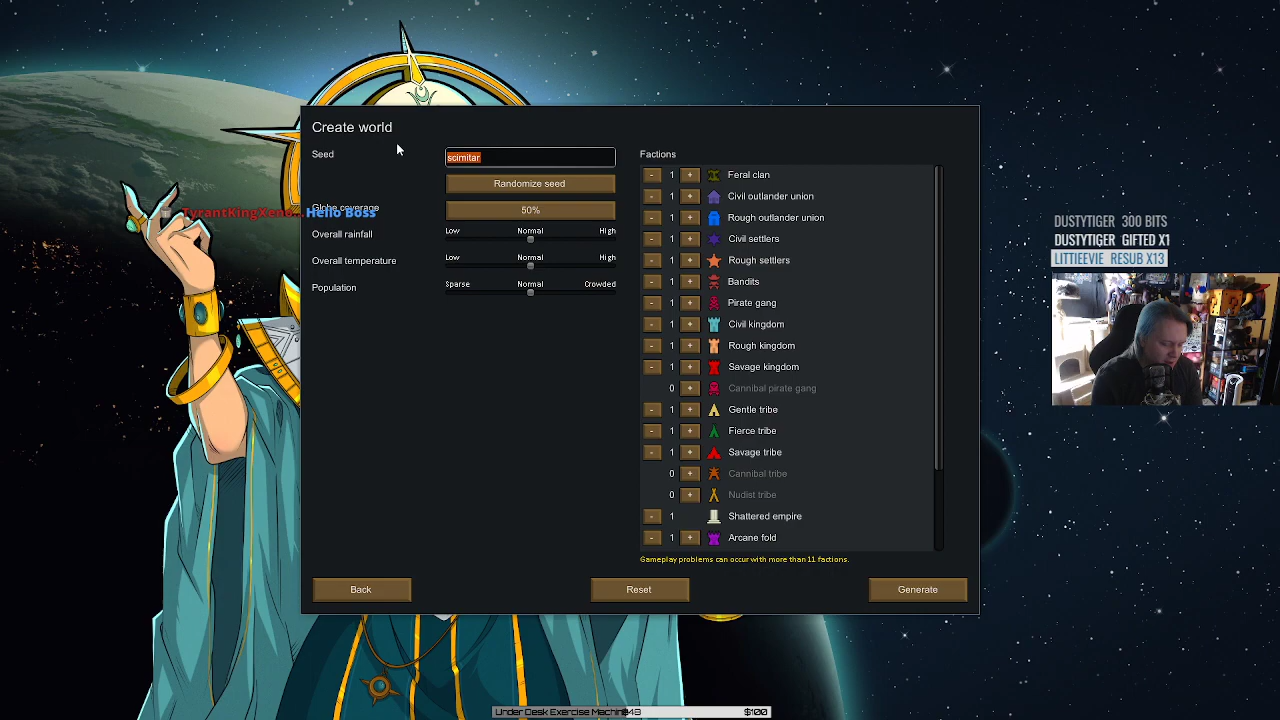 Create world
Seed
scimitar
Randomize seed
Globe coverage
50%
TyrantKingXeno... Hello Boss
Overall rainfall
Low Normal High
Overall temperature
Low Normal High
Population
Sparse Normal Crowded
Factions
- 1 + Feral clan
- 1 + Civil outlander union
- 1 + Rough outlander union
- 1 + Civil settlers
- 1 + Rough settlers
- 1 + Bandits
- 1 + Pirate gang
- 1 + Civil kingdom
- 1 + Rough kingdom
- 1 + Savage kingdom
0 + Cannibal pirate gang
- 1 + Gentle tribe
- 1 + Fierce tribe
- 1 + Savage tribe
0 + Cannibal tribe
0 + Nudist tribe
- 1 Shattered empire
- 1 + Arcane fold
Gameplay problems can occur with more than 11 factions.
Back
Reset
Generate
DUSTYTIGER 300 BITS
DUSTYTIGER GIFTED X1
LITTIEEVIE RESUB X13
Under Desk Exercise $100